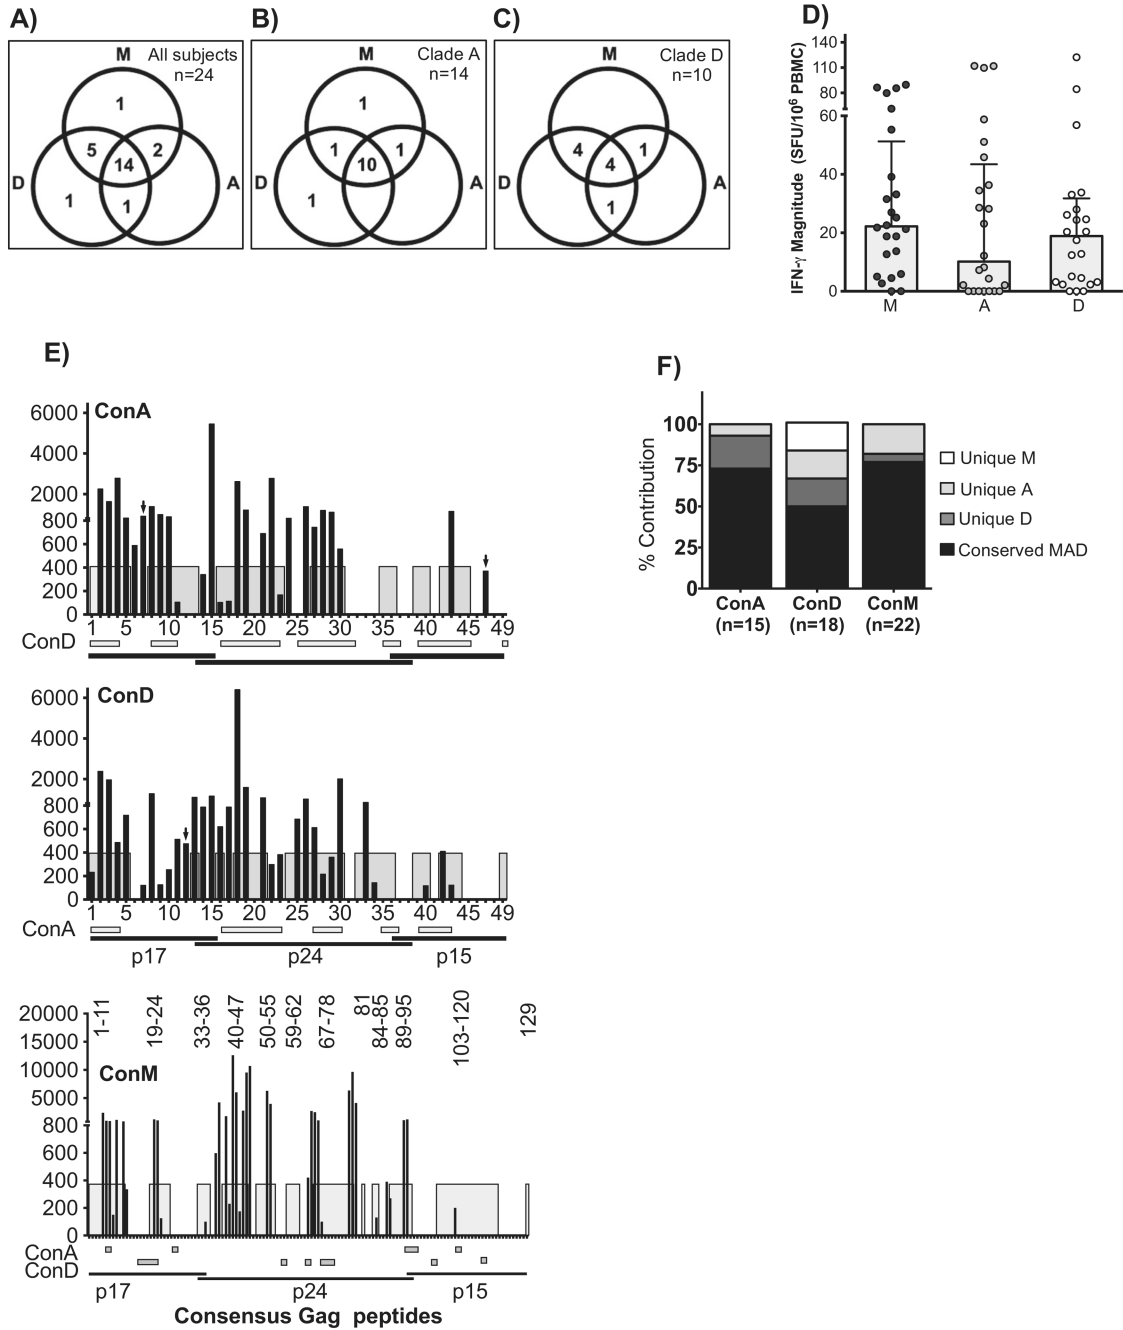 A)
M
All subjects
n=24
1
5
2
14
D
A
1
1
B)
M
Clade A
n=14
1
1
1
10
D
A
1
C)
M
Clade D
n=10
4
1
4
D
A
1
D)
IFN-γ Magnitude (SFU/10⁶ PBMC)
140
110
80
60
40
20
0
M A D
E)
ConA
6000
4000
2000
800
600
400
200
0
1 5 10 15 20 25 30 35 40 45 49
ConD
ConD
6000
4000
2000
800
600
400
200
0
1 5 10 15 20 25 30 35 40 45 49
ConA
p17 p24 p15
20000
15000
10000
5000
800
600
400
200
0
1-11
19-24
33-36
40-47
50-55
59-62
67-78
81
84-85
89-95
103-120
129
ConM
ConA
ConD
p17 p24 p15
Consensus Gag peptides
F)
% Contribution
100
75
50
25
0
ConA ConD ConM
(n=15) (n=18) (n=22)
Unique M
Unique A
Unique D
Conserved MAD